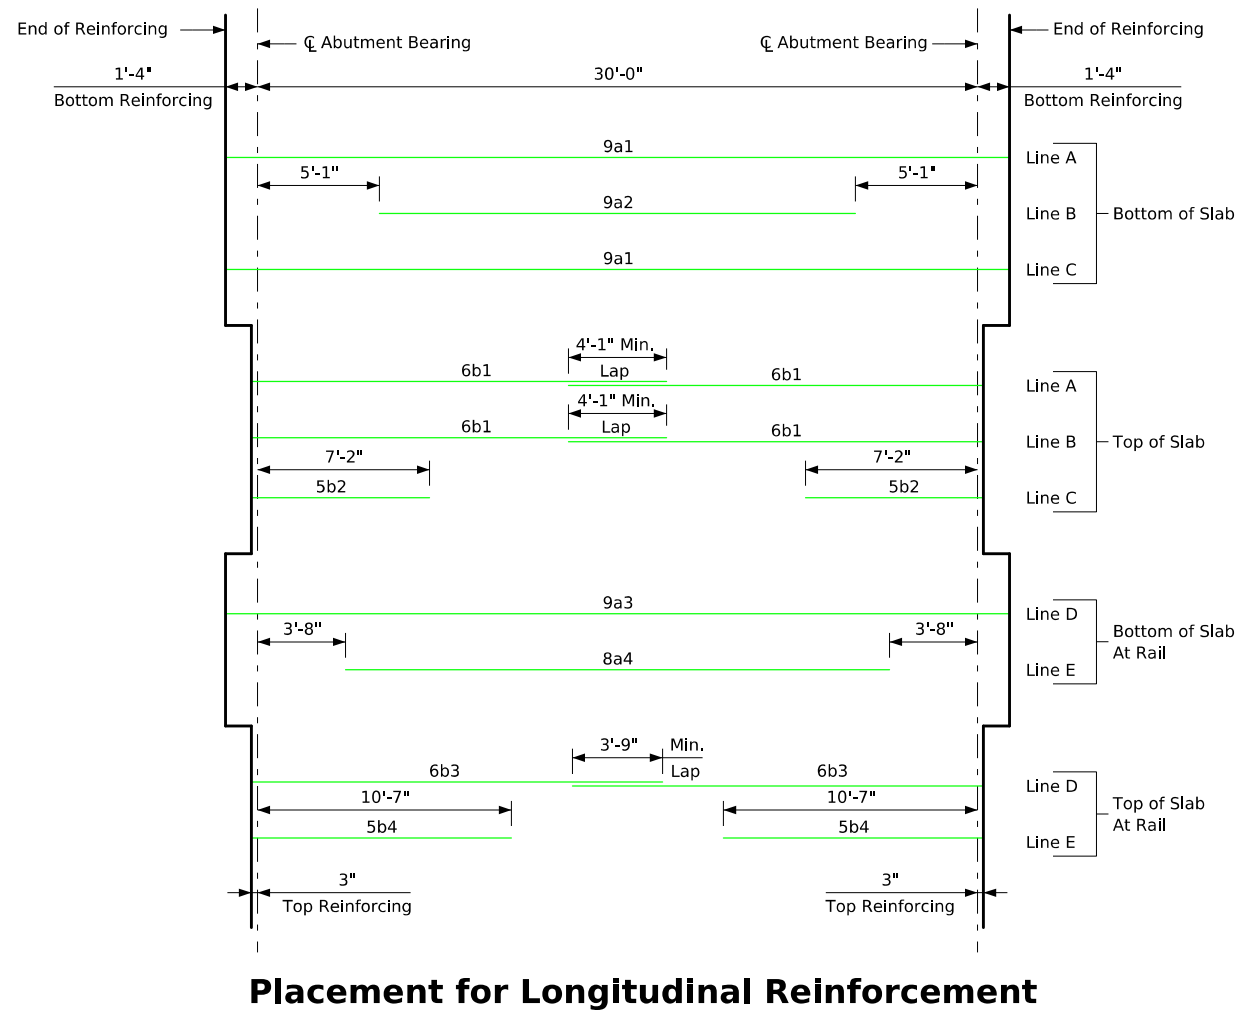 End of Reinforcing
℄ Abutment Bearing
℄ Abutment Bearing
End of Reinforcing
1'-4"
30'-0"
1'-4"
Bottom Reinforcing
Bottom Reinforcing
9a1
Line A
5'-1"
5'-1"
9a2
Line B
Bottom of Slab
9a1
Line C
4'-1" Min.
Lap
6b1
6b1
Line A
4'-1" Min.
Lap
6b1
6b1
Line B
Top of Slab
7'-2"
7'-2"
5b2
5b2
Line C
9a3
Line D
3'-8"
3'-8"
Bottom of Slab
At Rail
8a4
Line E
3'-9"
Min.
Lap
6b3
6b3
Line D
10'-7"
10'-7"
Top of Slab
At Rail
5b4
5b4
Line E
3"
3"
Top Reinforcing
Top Reinforcing
Placement for Longitudinal Reinforcement